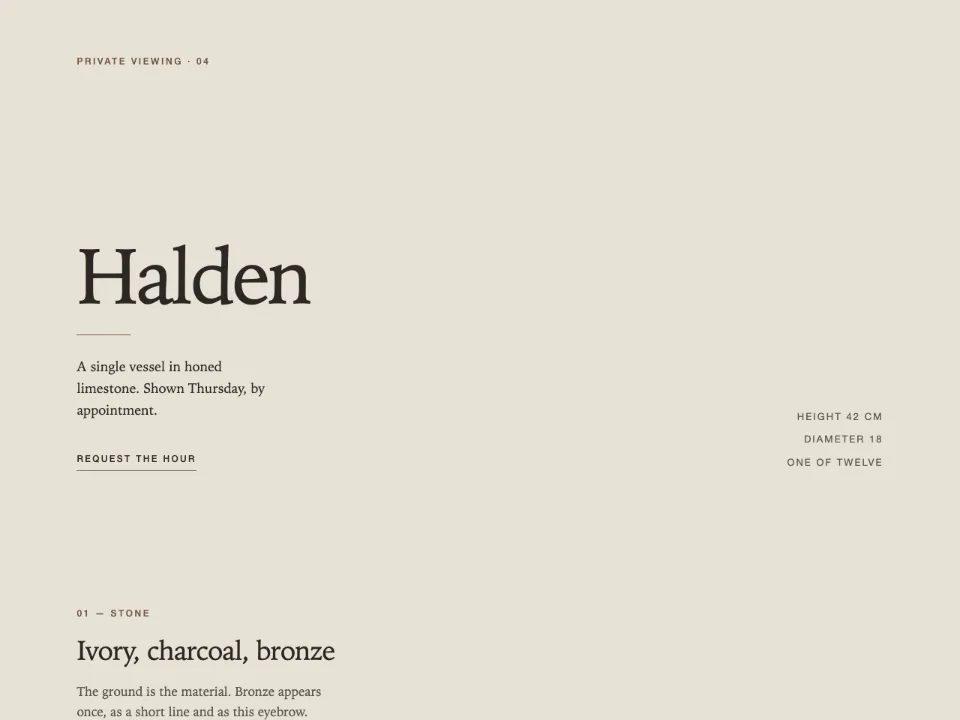 PRIVATE VIEWING · 04
Halden
A single vessel in honed
limestone. Shown Thursday, by
appointment.
REQUEST THE HOUR
HEIGHT 42 CM
DIAMETER 18
ONE OF TWELVE
01 — STONE
Ivory, charcoal, bronze
The ground is the material. Bronze appears
once, as a short line and as this eyebrow.